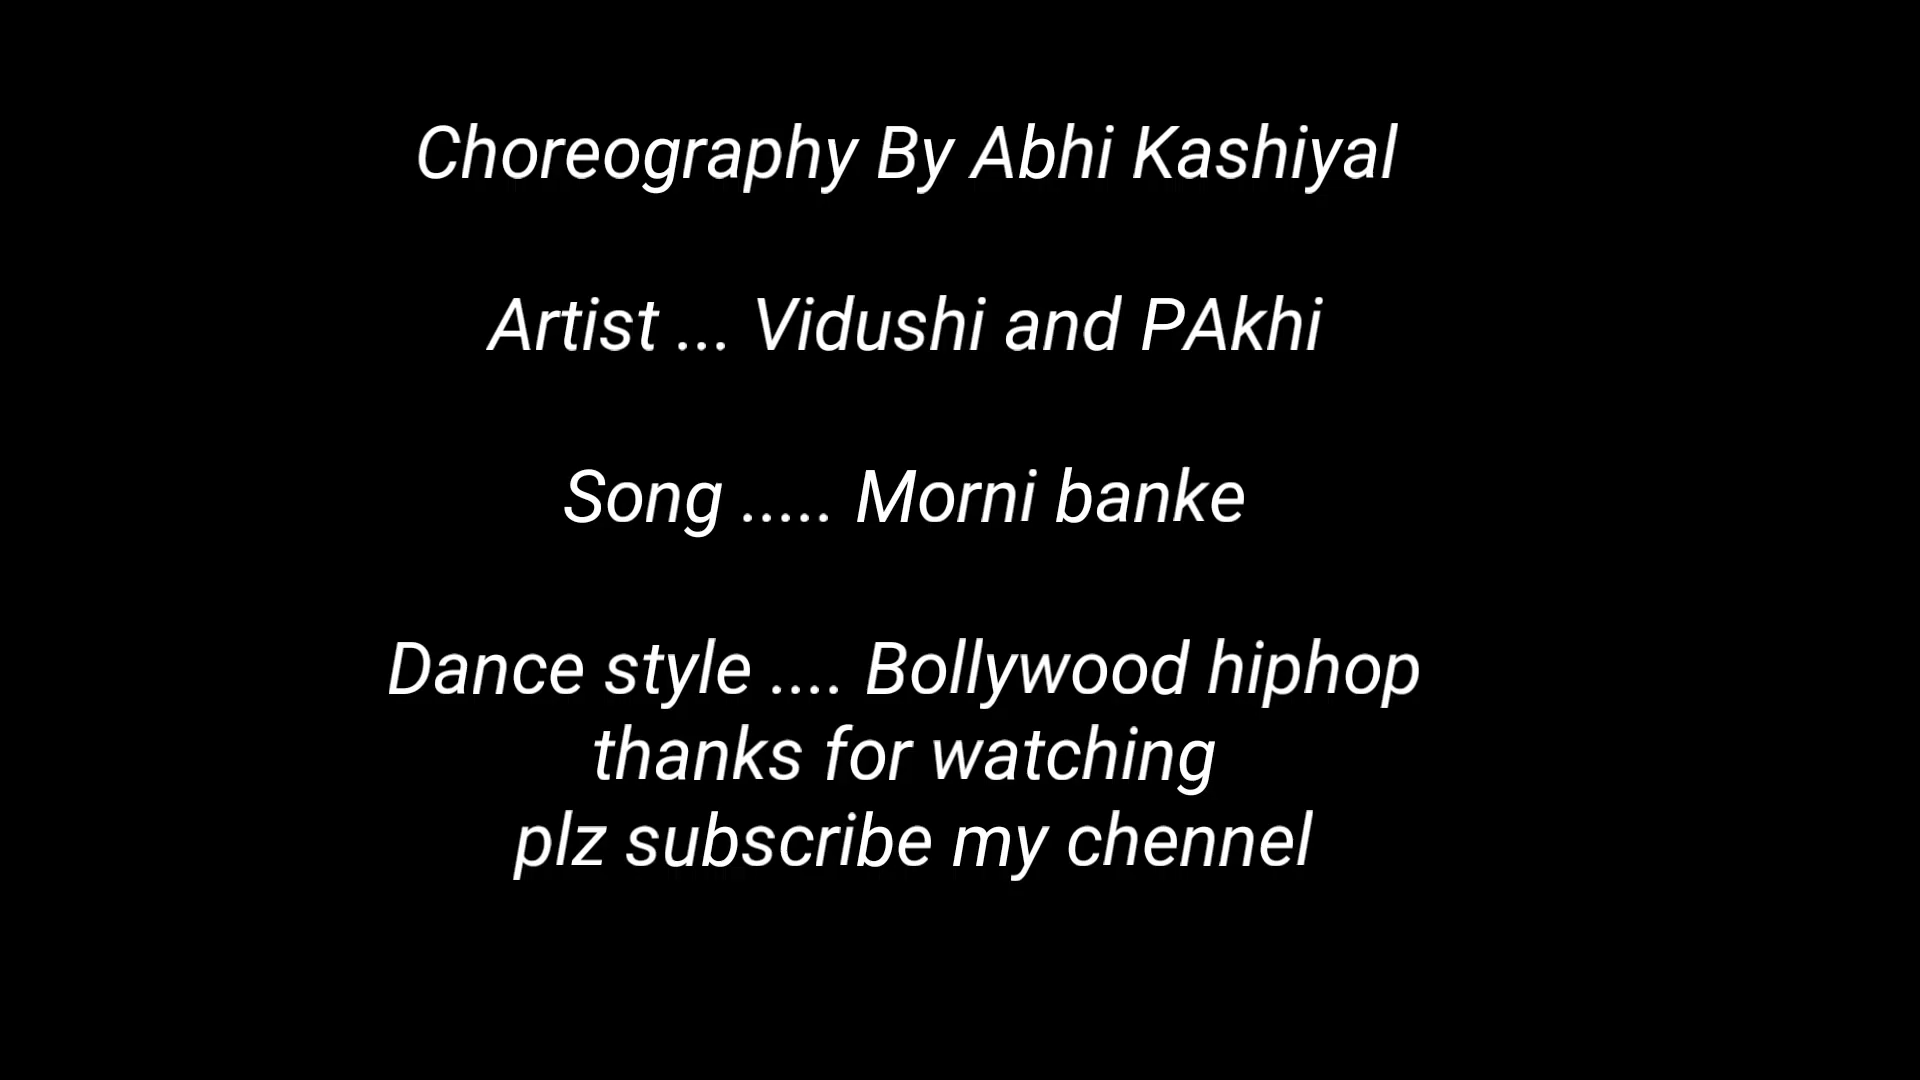 Choreography By Abhi Kashiyal
Artist ... Vidushi and PAkhi
Song ..... Morni banke
Dance style .... Bollywood hiphop
thanks for watching
plz subscribe my chennel